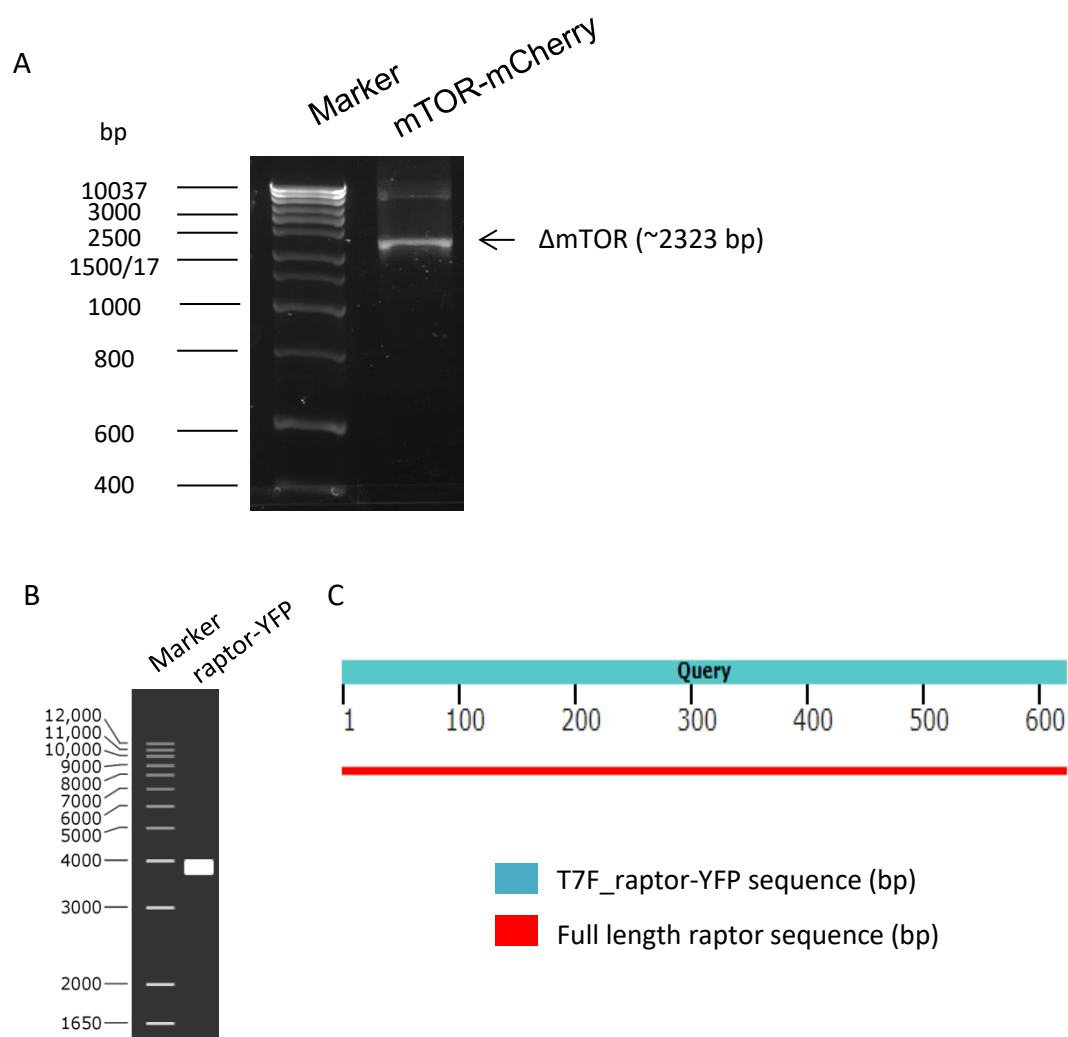 A
Marker
mTOR-mCherry
bp
10037
3000
2500
1500/17
1000
800
600
400
ΔmTOR (~2323 bp)
B
Marker
raptor-YFP
12,000
11,000
10,000
9000
8000
7000
6000
5000
4000
3000
2000
1650
C
Query
1 100 200 300 400 500 600
T7F_raptor-YFP sequence (bp)
Full length raptor sequence (bp)